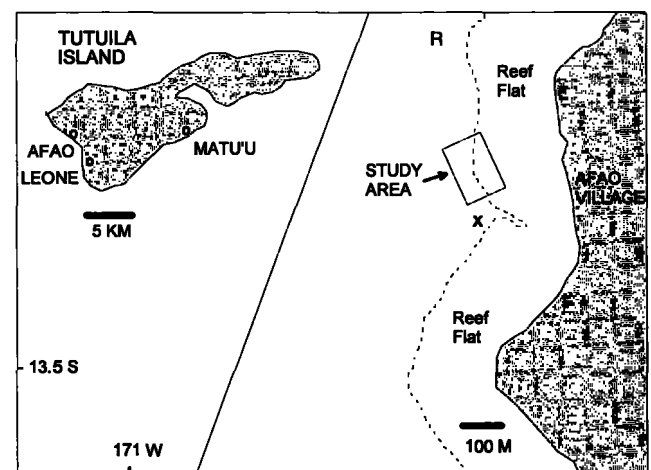 TUTUILA
ISLAND
AFAO
LEONE
MATU'U
5 KM
13.5 S
171 W
R
Reef
Flat
STUDY
AREA
X
AFAO
VILLAGE
Reef
Flat
100 M